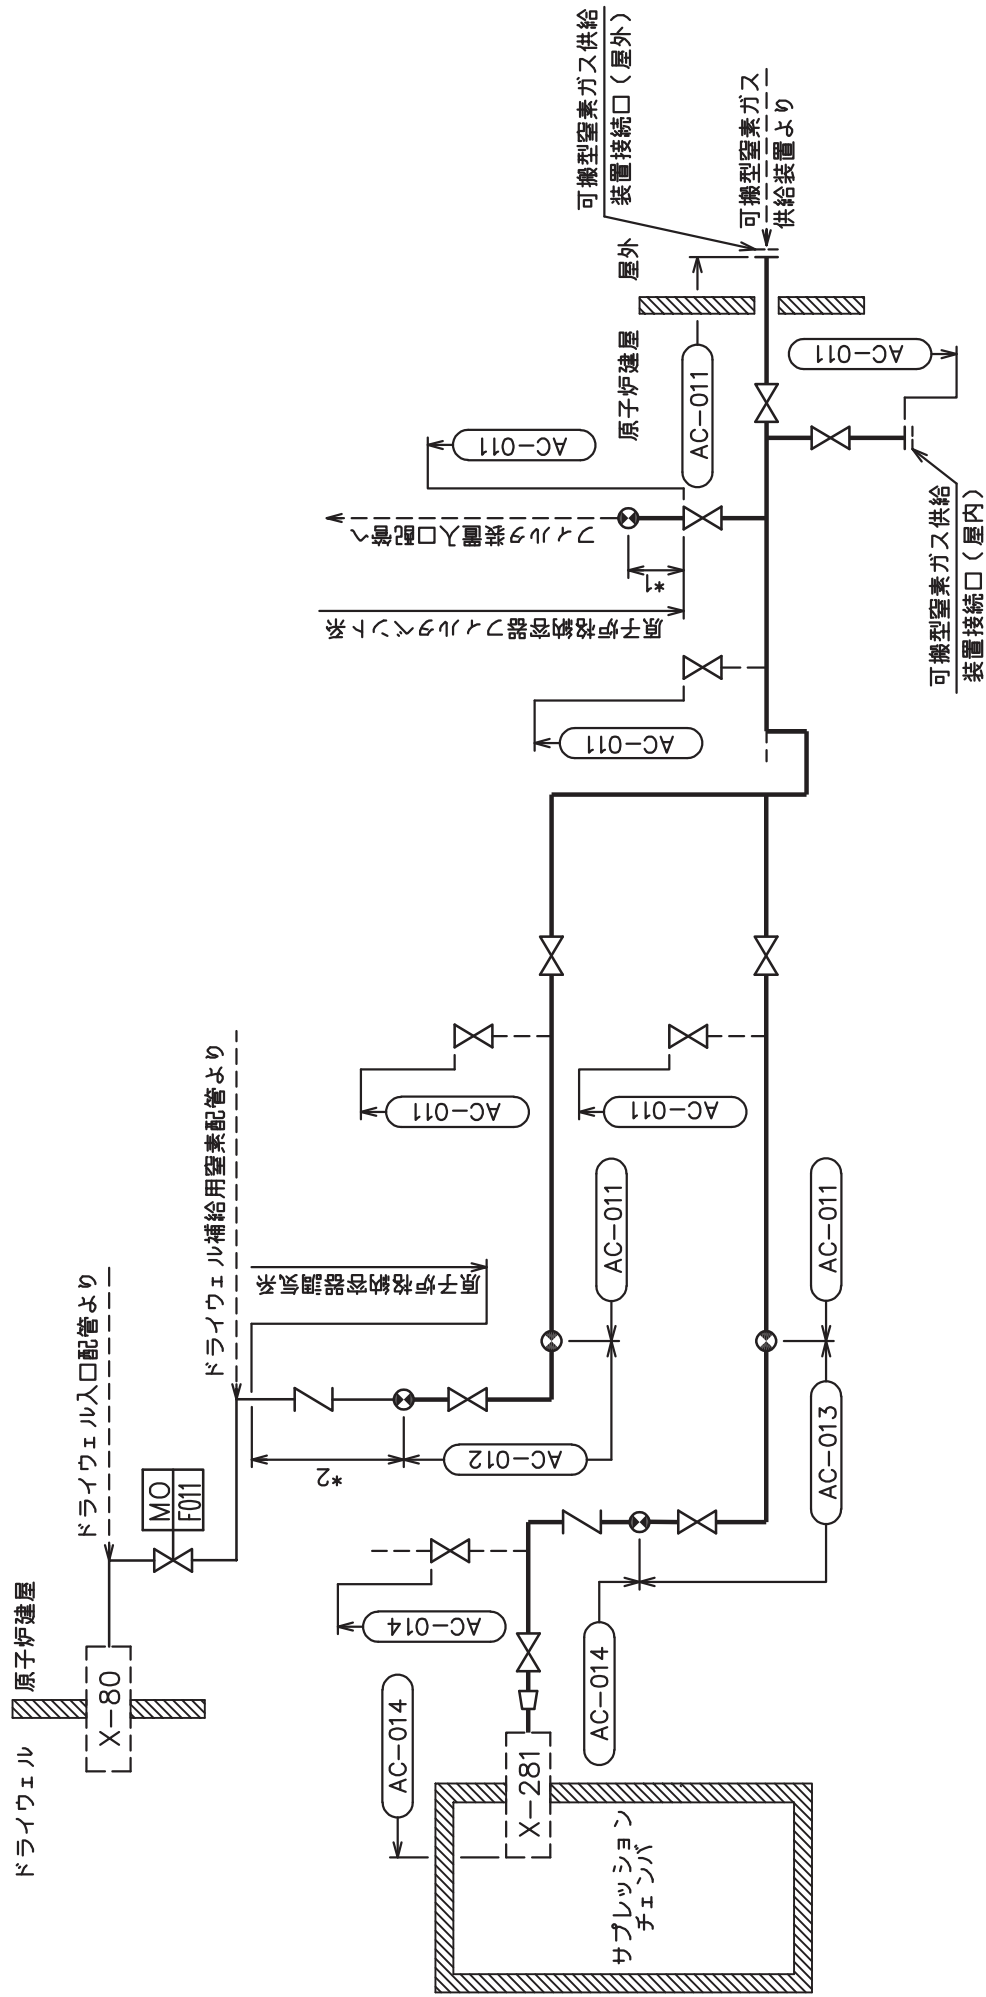 ドライウェル
原子炉建屋
X-80
ドライウェル入口配管より
MO
F011
ドライウェル補給用窒素配管より
原子炉格納容器調気系
*2
AC-012
AC-011
AC-011
AC-011
原子炉格納容器フィルタベント系
*1
フィルタ装置入口配管へ
AC-011
AC-011
原子炉建屋
屋外
AC-011
可搬型窒素ガス供給
装置接続口(屋外)
可搬型窒素ガス
供給装置より
AC-011
可搬型窒素ガス供給
装置接続口(屋内)
AC-011
AC-013
AC-014
AC-014
AC-014
X-281
サプレッション
チェンバ